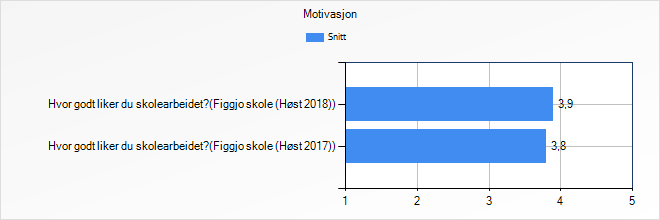 Motivasjon
Snitt
Hvor godt liker du skolearbeidet?(Figgjo skole (Høst 2018))
3,9
Hvor godt liker du skolearbeidet?(Figgjo skole (Høst 2017))
3,8
1 2 3 4 5